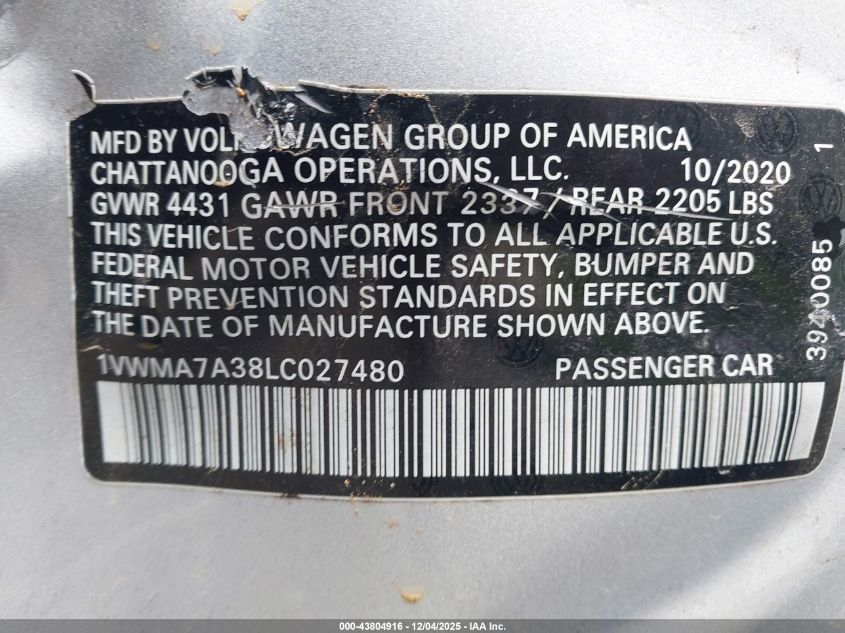 MFD BY VOLKSWAGEN GROUP OF AMERICA
CHATTANOOGA OPERATIONS, LLC. 10/2020
GVWR 4431 GAWR FRONT 2337 / REAR 2205 LBS
THIS VEHICLE CONFORMS TO ALL APPLICABLE U.S.
FEDERAL MOTOR VEHICLE SAFETY, BUMPER AND
THEFT PREVENTION STANDARDS IN EFFECT ON
THE DATE OF MANUFACTURE SHOWN ABOVE.
1VWMA7A38LC027480 PASSENGER CAR
3940085 1
000-43804916 - 12/04/2025 - IAA Inc.